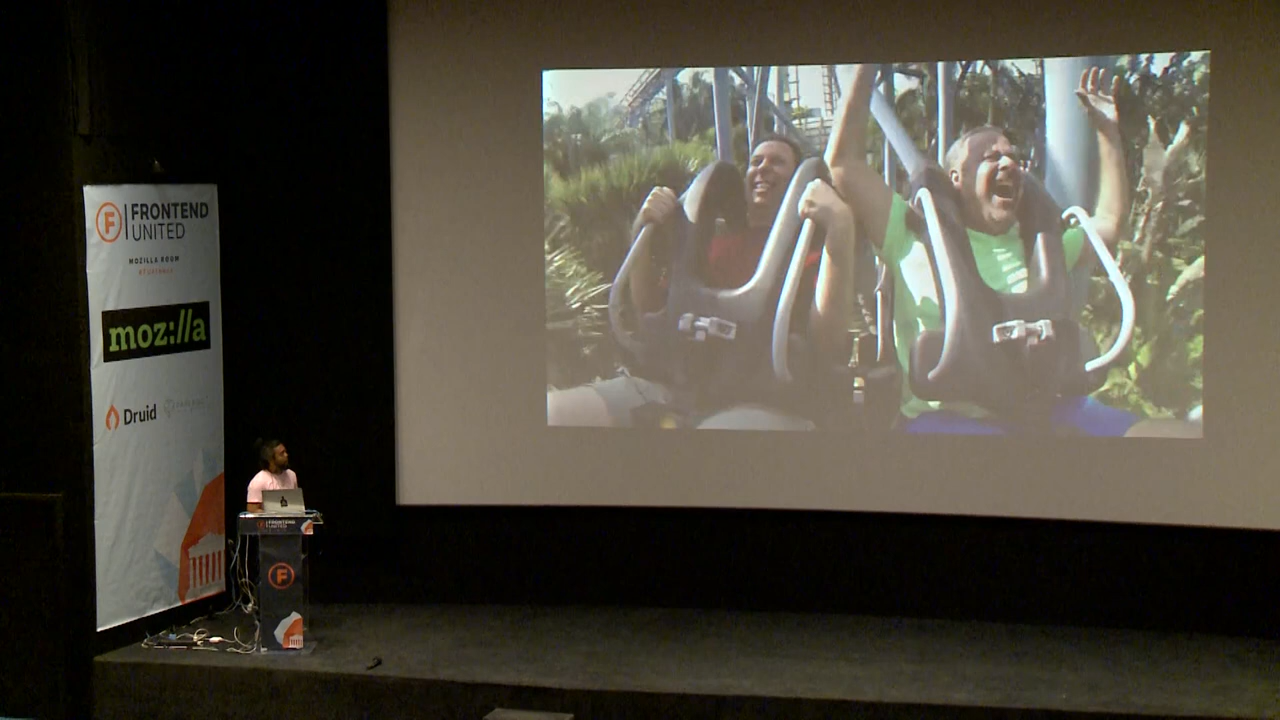 FRONTEND
UNITED
MOZILLA ROOM
moz://a
Druid
FRONTEND
UNITED
F